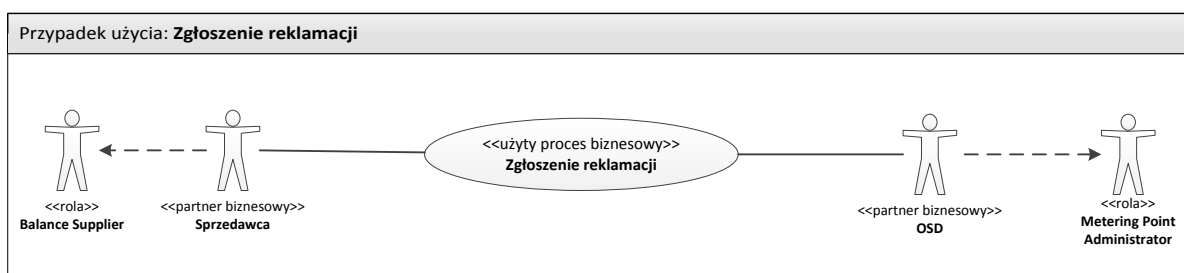 Przypadek użycia: Zgłoszenie reklamacji
<<użyty proces biznesowy>>
Zgłoszenie reklamacji
<<rola>>
Balance Supplier
<<partner biznesowy>>
Sprzedawca
<<partner biznesowy>>
OSD
<<rola>>
Metering Point
Administrator